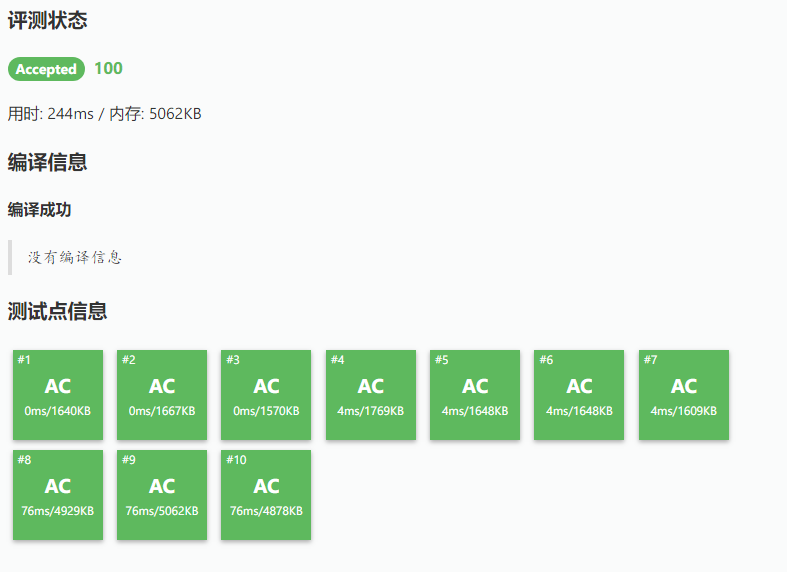 评测状态
Accepted 100
用时: 244ms / 内存: 5062KB
编译信息
编译成功
没有编译信息
测试点信息
#1 #2 #3 #4 #5 #6 #7
AC AC AC AC AC AC AC
0ms/1640KB 0ms/1667KB 0ms/1570KB 4ms/1769KB 4ms/1648KB 4ms/1648KB 4ms/1609KB
#8 #9 #10
AC AC AC
76ms/4929KB 76ms/5062KB 76ms/4878KB